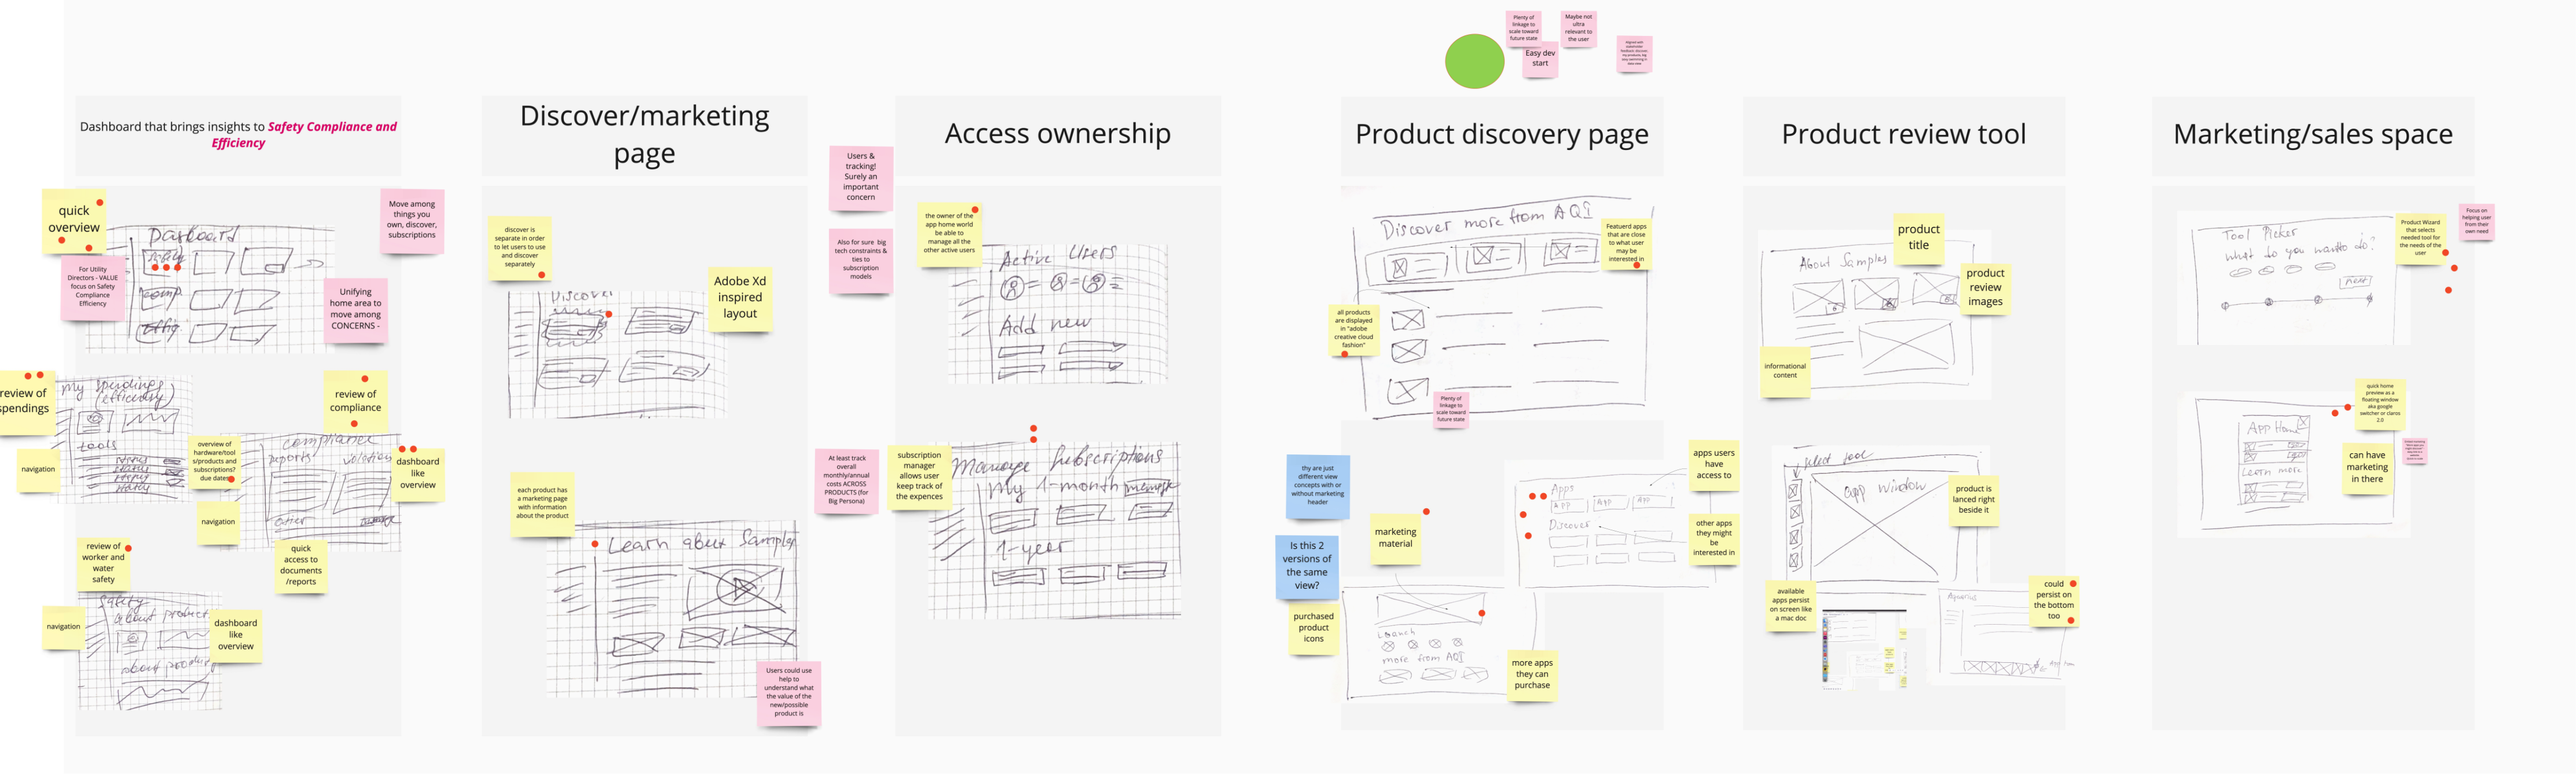 Plenty of
linkage to
scale toward
future state
Maybe not
ultra
relevant to
the user
Easy dev
start
Dashboard that brings insights to Safety Compliance and
Efficiency
quick
overview
Move among
things you
own, discover,
subscriptions
For Utility
Directors - VALUE
focus on Safety
Compliance
Efficiency
Unifying
home area to
move among
CONCERNS -
Safety
comp.
review of
spendings
My spendings
(efficiency)
tools
navigation
review of
compliance
compliance
reports
violations
overview of
hardware/tool
s/products and
subscriptions?
due dates
dashboard
like
overview
navigation
quick
access to
documents
/reports
review of
worker and
water
safety
Safety
about product
about product
navigation
dashboard
like
overview
Discover/marketing
page
discover is
separate in order
to let users to use
and discover
separately
Adobe Xd
inspired
layout
Discover
each product has
a marketing page
with information
about the product
Learn about Samples
Users could use
help to
understand what
the value of the
new/possible
product is
Users &
tracking!
Surely an
important
concern
Also for sure big
tech constraints &
ties to
subscription
models
Access ownership
the owner of the
app home world
be able to
manage all the
other active users
Active Users
Add new
At least track
overall
monthly/annual
costs ACROSS
PRODUCTS (for
Big Persona)
subscription
manager
allows user
keep track of
the expences
Manage Subscriptions
My 1-month
1-year
Product discovery page
Discover more from AQI
Featuerd apps
that are close
to what user
may be
interested in
all products
are displayed
in "adobe
creative cloud
fashion"
Plenty of
linkage to
scale toward
future state
thy are just
different view
concepts with or
without marketing
header
Is this 2
versions of
the same
view?
purchased
product
icons
marketing
material
Launch
more from AQI
Apps
App
App
App
Discover
apps users
have
access to
other apps
they might
be
interested in
more apps
they can
purchase
Product review tool
product
title
About Samples
product
review
images
informational
content
select tool
app window
product is
lanced right
beside it
available
apps persist
on screen like
a mac doc
Aquarius
could
persist on
the bottom
too
Marketing/sales space
Tool Picker
what do you want to do?
next
Product Wizard
that selects
needed tool for
the needs of the
user
Focus on
helping user
from their
own need
App Home
Learn more
quick home
preview as a
floating window
aka google
switcher or claros
2.0
can have
marketing
in there